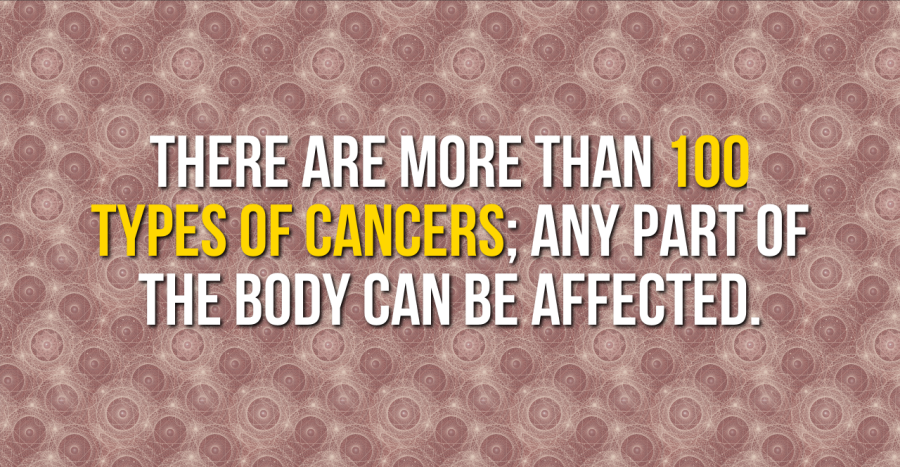 THERE ARE MORE THAN 100
TYPES OF CANCERS; ANY PART OF
THE BODY CAN BE AFFECTED.